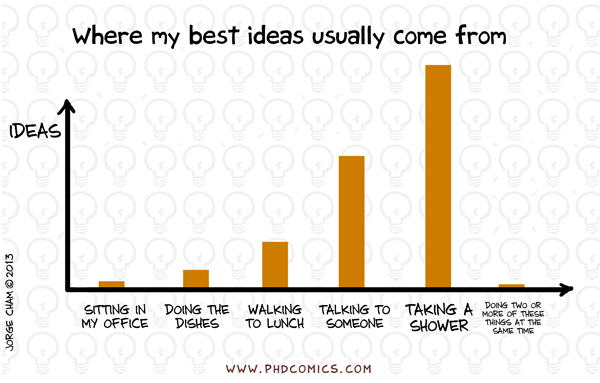 Where my best ideas usually come from
IDEAS
SITTING IN
MY OFFICE
DOING THE
DISHES
WALKING
TO LUNCH
TALKING TO
SOMEONE
TAKING A
SHOWER
DOING TWO OR
MORE OF THESE
THINGS AT THE
SAME TIME
JORGE CHAM © 2013
WWW.PHDCOMICS.COM